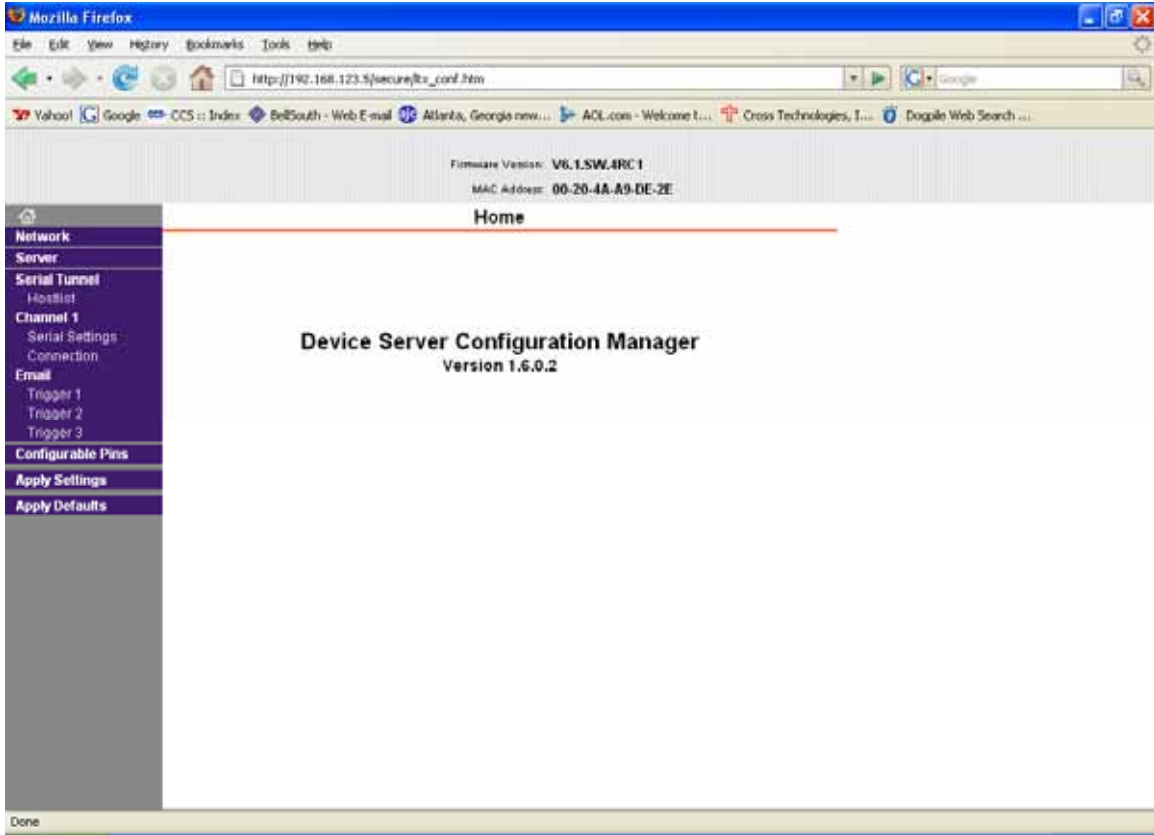 Mozilla Firefox
File Edit View History Bookmarks Tools Help
http://192.168.123.5/secure/ltx_conf.htm
Google
Yahoo! Google CCS :: Index BellSouth - Web E-mail Atlanta, Georgia new... AOL.com - Welcome t... Cross Technologies, I... Dogpile Web Search ...
Firmware Version: V6.1.SW.4RC1
MAC Address: 00-20-4A-A9-DE-2E
Home
Network
Server
Serial Tunnel
Hostlist
Channel 1
Serial Settings
Connection
Email
Trigger 1
Trigger 2
Trigger 3
Configurable Pins
Apply Settings
Apply Defaults
Device Server Configuration Manager
Version 1.6.0.2
Done